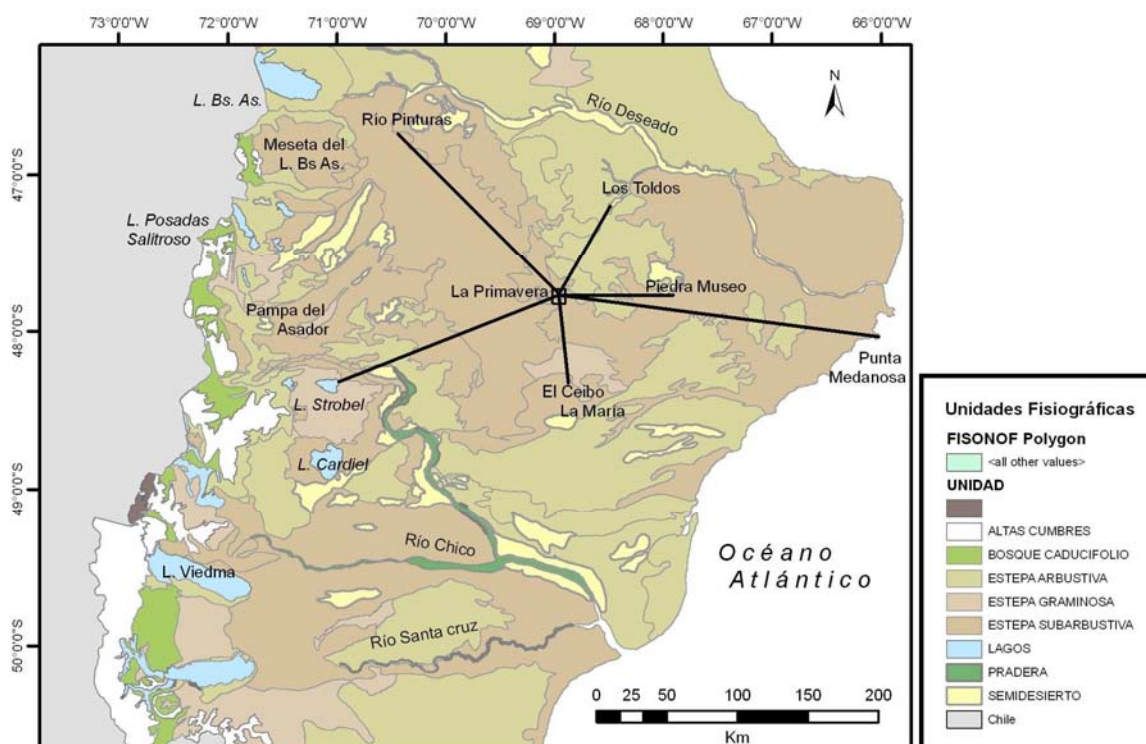 73°0'0"O 72°0'0"O 71°0'0"O 70°0'0"O 69°0'0"O 68°0'0"O 67°0'0"O 66°0'0"O
47°0'0"S
48°0'0"S
49°0'0"S
50°0'0"S
N
L. Bs. As.
Río Pinturas
Río Deseado
Meseta del
L. Bs As.
Los Toldos
L. Posadas
Salitroso
La Primavera
Piedra Museo
Pampa del
Asador
Punta
Medanosa
El Ceibo
La María
L. Strobel
L. Cardiel
Río Chico
L. Viedma
Océano
Atlántico
Río Santa cruz
0 25 50 100 150 200
Km
Unidades Fisiográficas
FISONOF Polygon
<all other values>
UNIDAD
ALTAS CUMBRES
BOSQUE CADUCIFOLIO
ESTEPA ARBUSTIVA
ESTEPA GRAMINOSA
ESTEPA SUBARBUSTIVA
LAGOS
PRADERA
SEMIDESIERTO
Chile